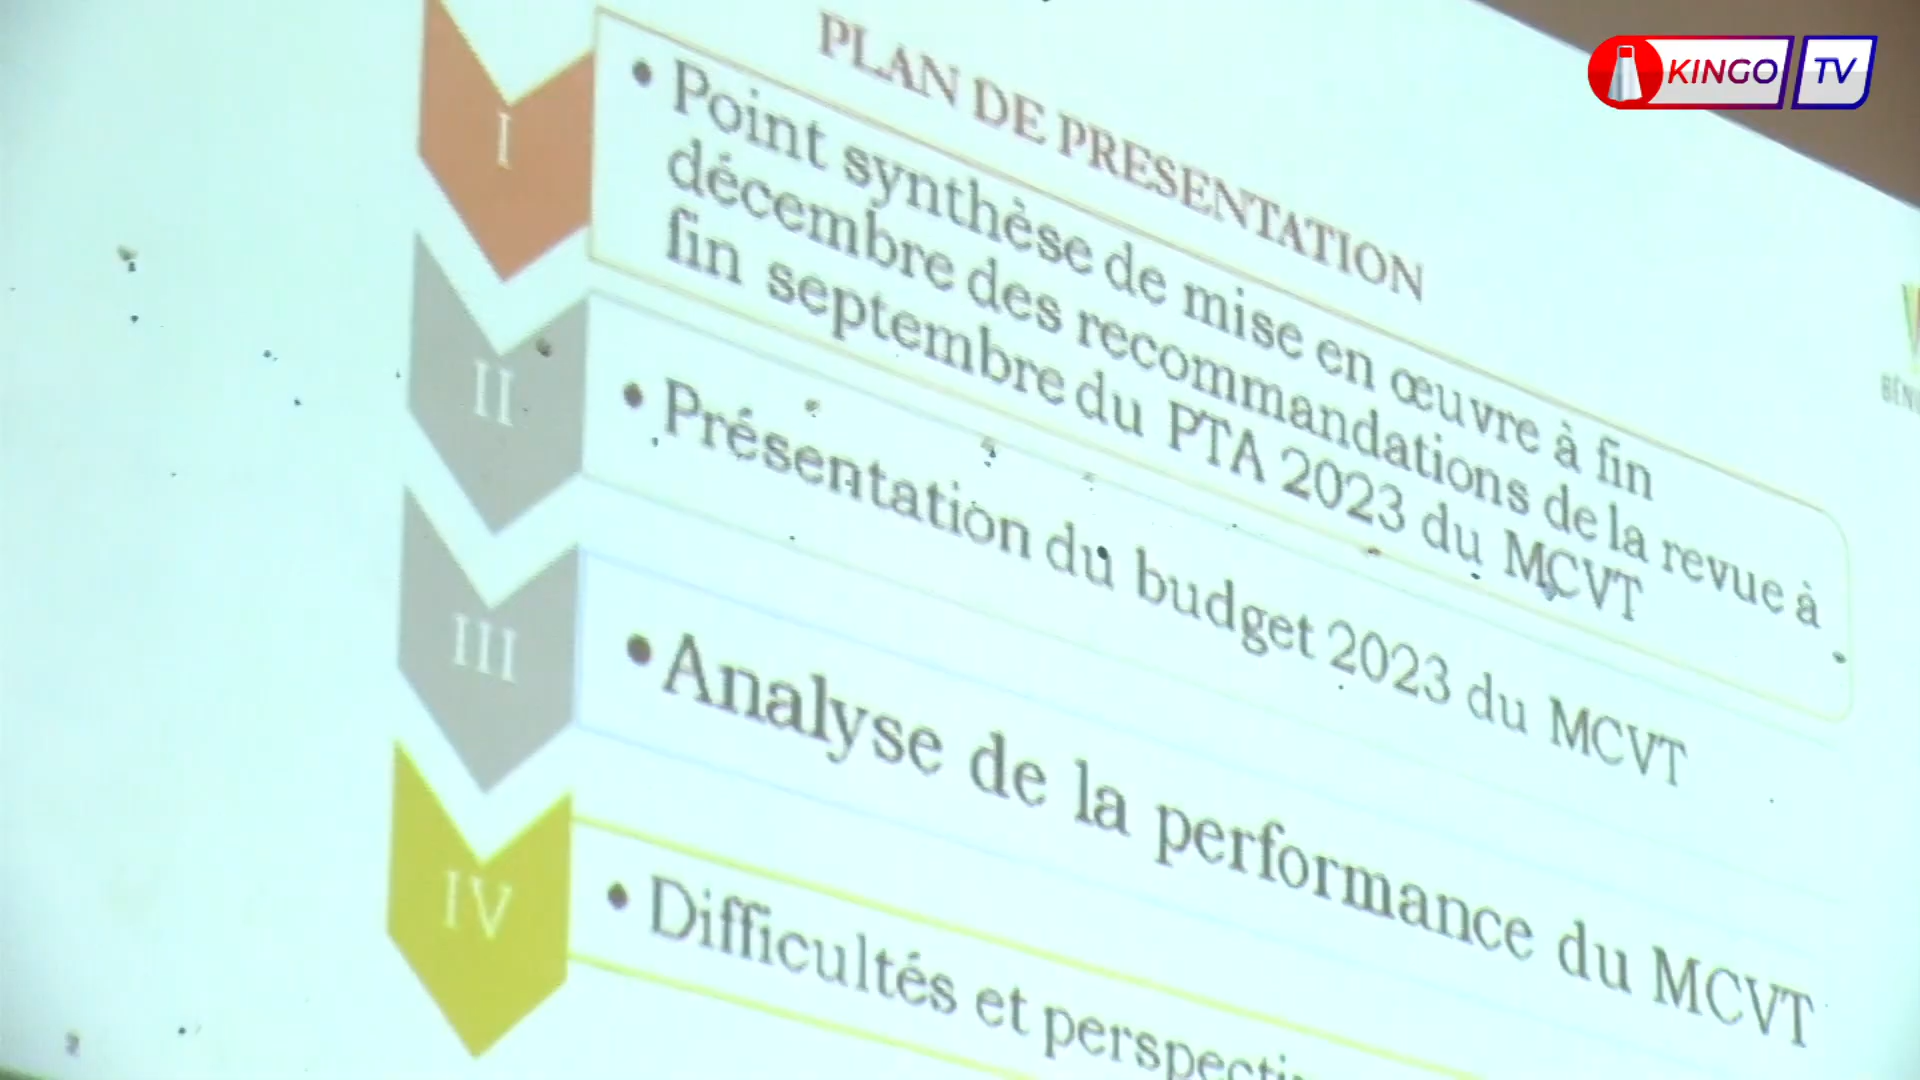 KINGO TV
PLAN DE PRESENTATION
I
• Point synthèse de mise en œuvre à fin
décembre des recommandations de la revue à
fin septembre du PTA 2023 du MCVT
II
• Présentation du budget 2023 du MCVT
III
• Analyse de la performance du MCVT
IV
• Difficultés et
2